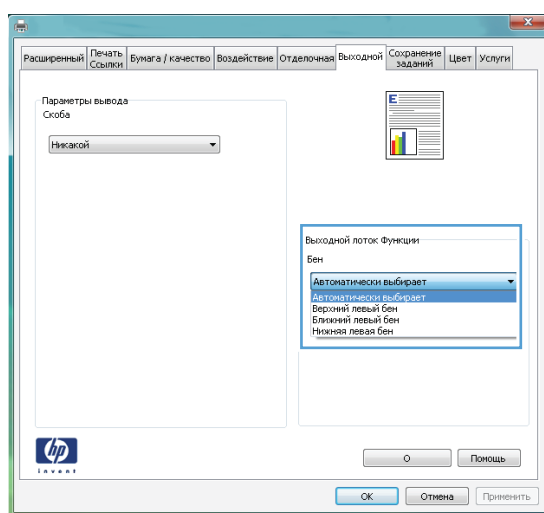 Расширенный
Печать Ссылки
Бумага / качество
Воздействие
Отделочная
Выходной
Сохранение заданий
Цвет
Услуги
Параметры вывода
Скоба
Никакой
E
Выходной лоток Функции
Бен
Автоматически выбирает
Автоматически выбирает
Верхний левый бен
Ближний левый бен
Нижняя левая бен
hp
invent
О
Помощь
ОК
Отмена
Применить